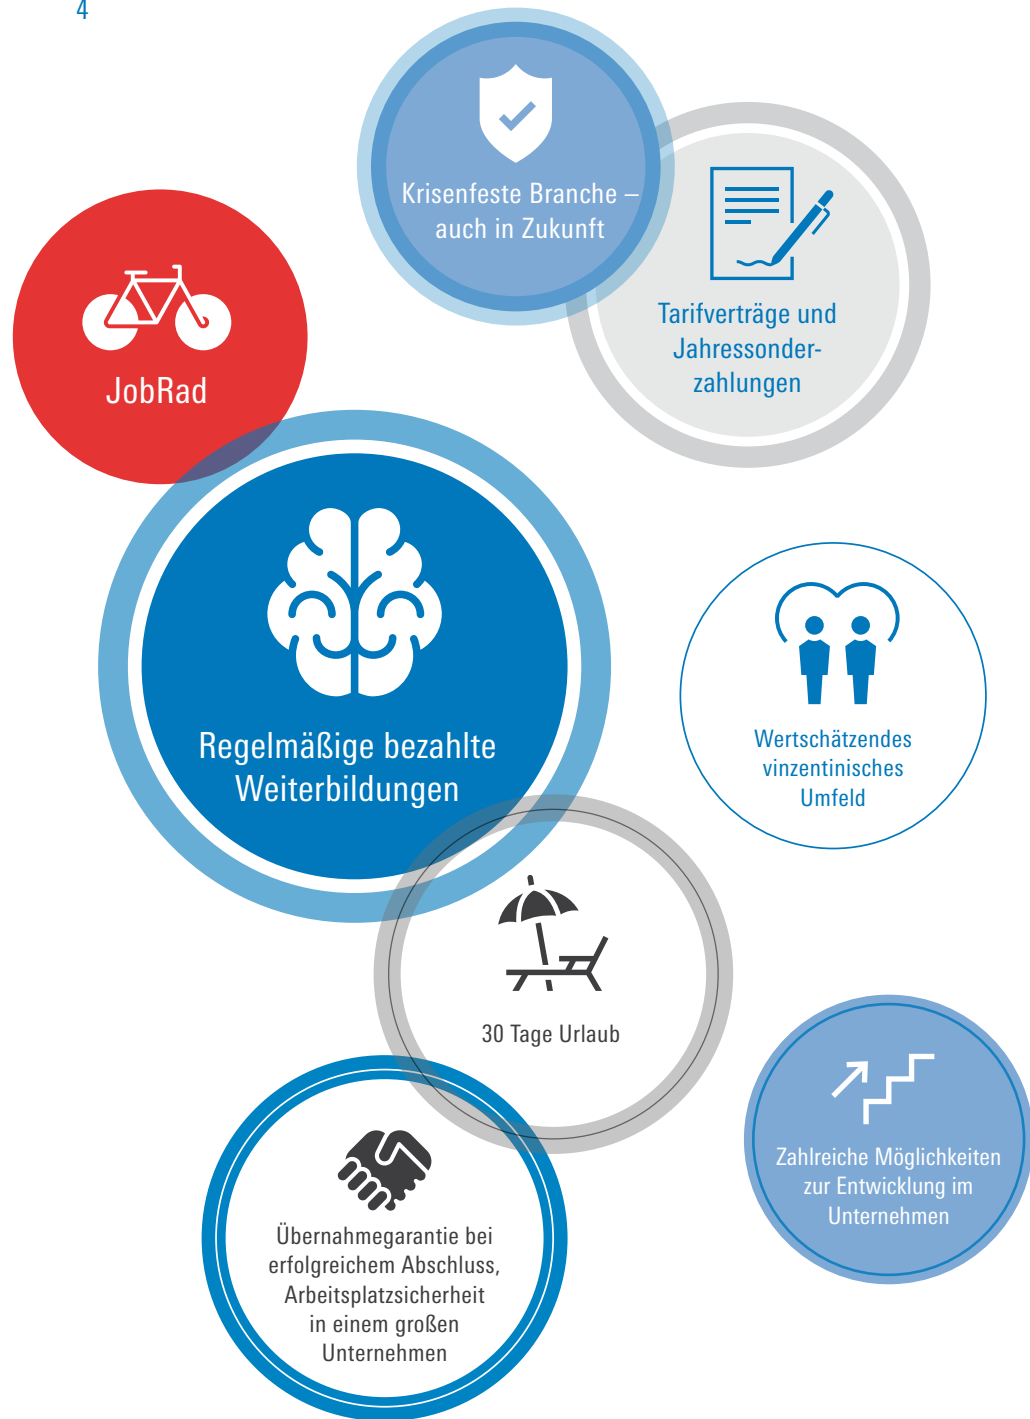 4
Krisenfeste Branche –
auch in Zukunft
Tarifverträge und
Jahressonder-
zahlungen
JobRad
Regelmäßige bezahlte
Weiterbildungen
Wertschätzendes
vinzentinisches
Umfeld
30 Tage Urlaub
Zahlreiche Möglichkeiten
zur Entwicklung im
Unternehmen
Übernahmegarantie bei
erfolgreichem Abschluss,
Arbeitsplatzsicherheit
in einem großen
Unternehmen